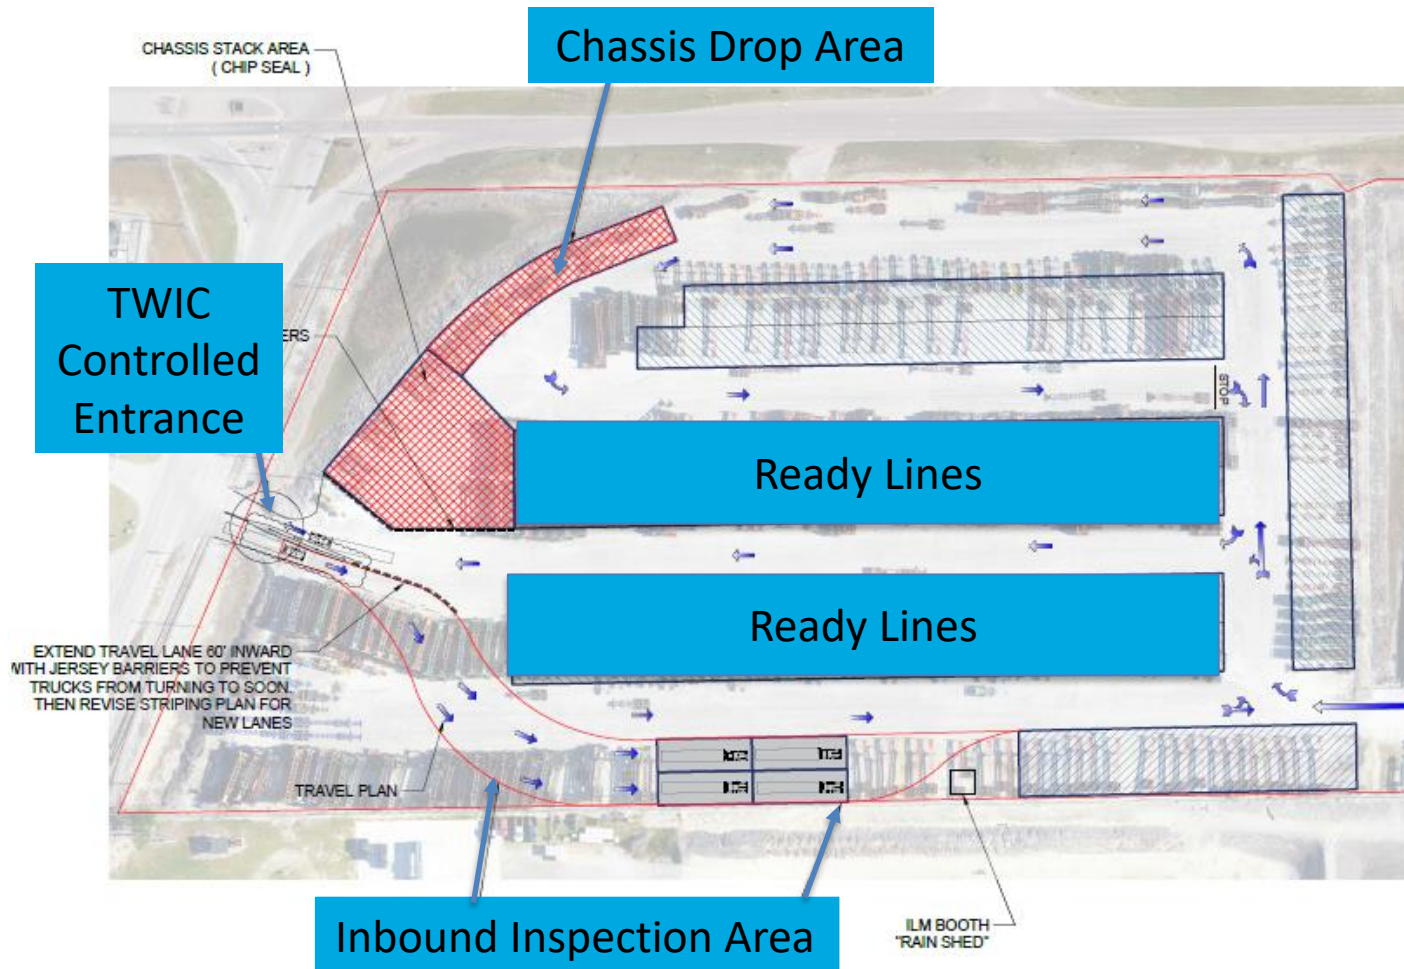 CHASSIS STACK AREA
( CHIP SEAL )
Chassis Drop Area
TWIC
Controlled
Entrance
ERS
STOP
Ready Lines
Ready Lines
EXTEND TRAVEL LANE 60' INWARD
WITH JERSEY BARRIERS TO PREVENT
TRUCKS FROM TURNING TO SOON.
THEN REVISE STRIPING PLAN FOR
NEW LANES
TRAVEL PLAN
Inbound Inspection Area
ILM BOOTH
"RAIN SHED"